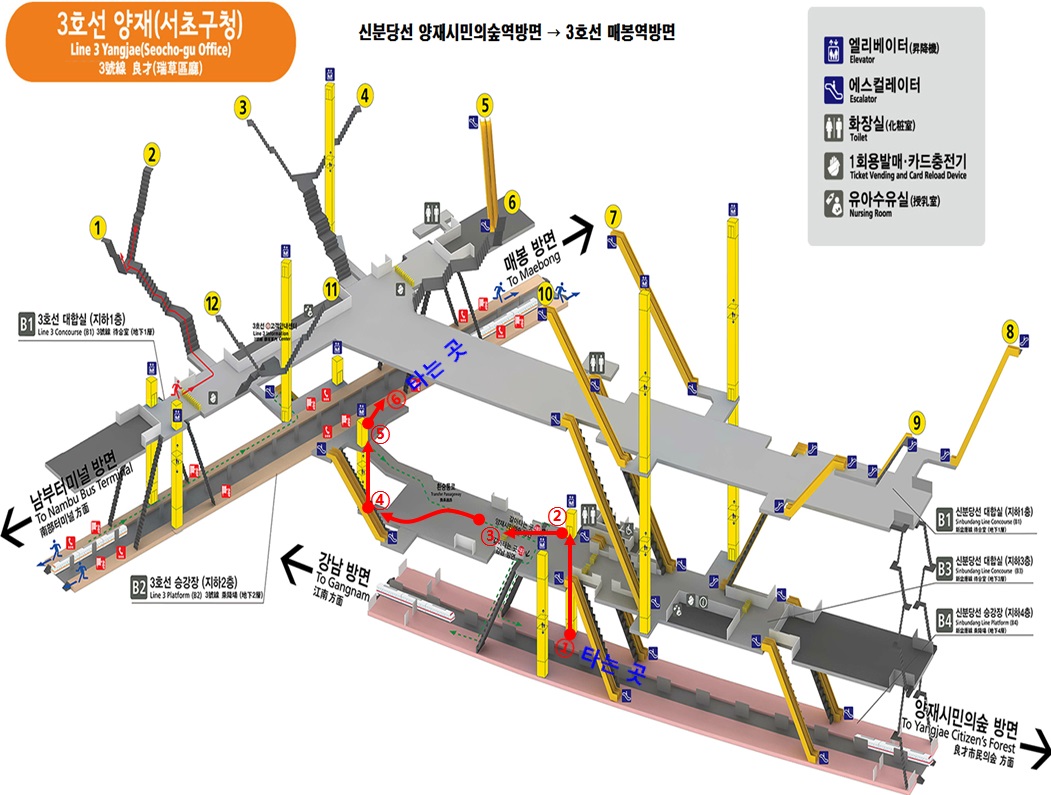 3호선 양재(서초구청)
Line 3 Yangjae(Seocho-gu Office)
3號線 良才(瑞草區廳)
신분당선 양재시민의숲역방면 → 3호선 매봉역방면
엘리베이터(昇降機)
Elevator
에스컬레이터
Escalator
화장실(化粧室)
Toilet
1회용발매·카드충전기
Ticket Vending and Card Reload Device
유아수유실(授乳室)
Nursing Room
1
2
3
4
5
6
7
8
9
10
11
12
매봉 방면
To Maebong
B1 3호선 대합실 (지하1층)
Line 3 Concourse (B1) 3號線 待合室 (地下1層)
타는 곳
①
②
③
④
⑤
⑥
남부터미널 방면
To Nambu Bus Terminal
南部터미널 方面
B2 3호선 승강장 (지하2층)
Line 3 Platform (B2) 3號線 乘降場 (地下2層)
환승통로
Transfer Passageway
강남 방면
To Gangnam
江南 方面
타는 곳
B1 신분당선 대합실 (지하1층)
Sinbundang Line Concourse (B1)
B3 신분당선 대합실 (지하3층)
Sinbundang Line Concourse (B3)
B4 신분당선 승강장 (지하4층)
Sinbundang Line Platform (B4)
양재시민의숲 방면
To Yangjae Citizen's Forest
良才市民의숲 方面